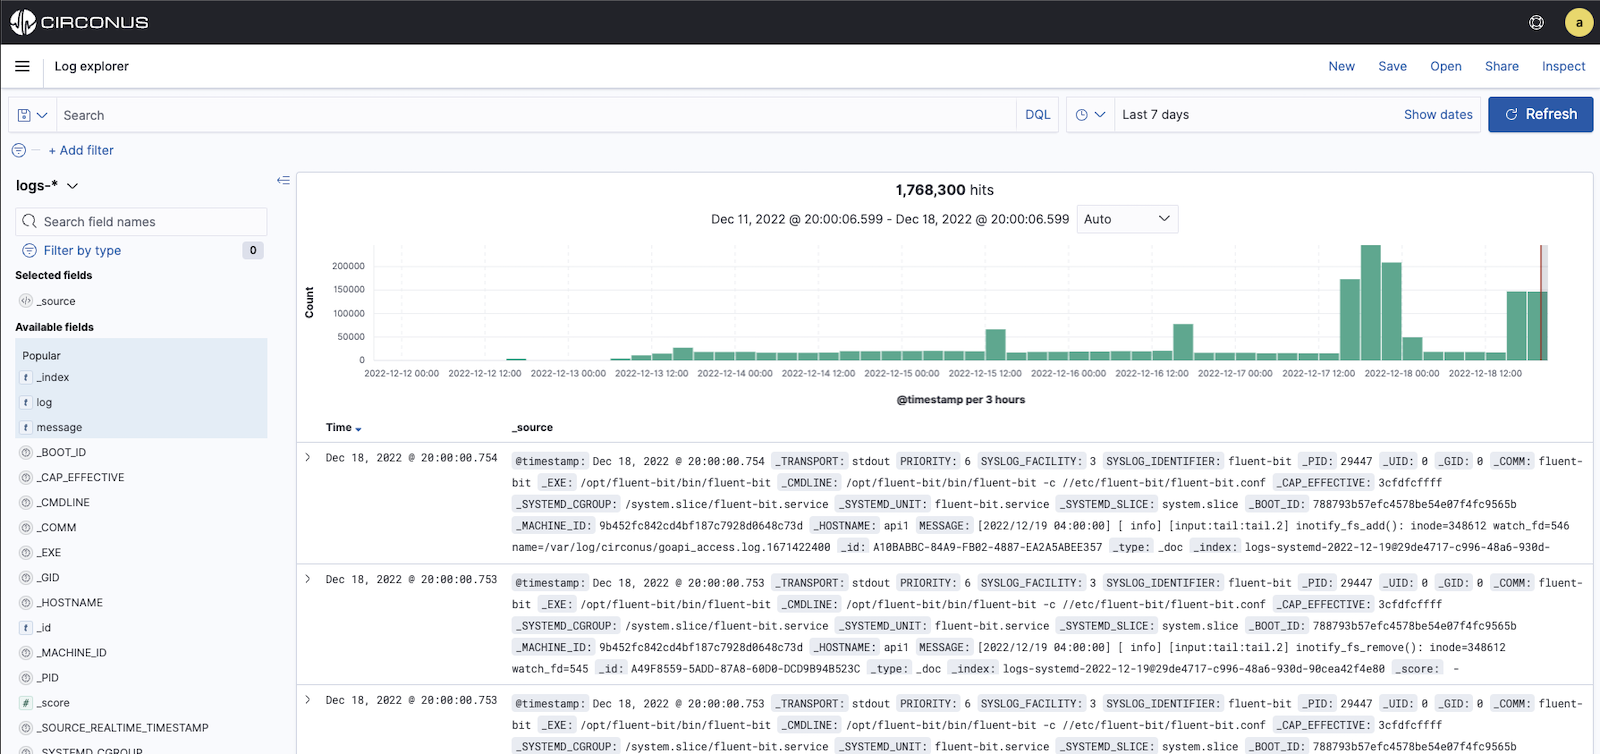 CIRCONUS
a
Log explorer
New Save Open Share Inspect
Search
DQL
Last 7 days
Show dates
Refresh
+ Add filter
logs-*
Search field names
Filter by type
0
Selected fields
_source
Available fields
Popular
t _index
t log
t message
_BOOT_ID
_CAP_EFFECTIVE
_CMDLINE
_COMM
_EXE
_GID
_HOSTNAME
t _id
_MACHINE_ID
_PID
# _score
_SOURCE_REALTIME_TIMESTAMP
_SYSTEMD_CGROUP
1,768,300 hits
Dec 11, 2022 @ 20:00:06.599 - Dec 18, 2022 @ 20:00:06.599
Auto
Count
200000
150000
100000
50000
0
2022-12-12 00:00 2022-12-12 12:00 2022-12-13 00:00 2022-12-13 12:00 2022-12-14 00:00 2022-12-14 12:00 2022-12-15 00:00 2022-12-15 12:00 2022-12-16 00:00 2022-12-16 12:00 2022-12-17 00:00 2022-12-17 12:00 2022-12-18 00:00 2022-12-18 12:00
@timestamp per 3 hours
Time _source
Dec 18, 2022 @ 20:00:00.754
@timestamp: Dec 18, 2022 @ 20:00:00.754 _TRANSPORT: stdout PRIORITY: 6 SYSLOG_FACILITY: 3 SYSLOG_IDENTIFIER: fluent-bit _PID: 29447 _UID: 0 _GID: 0 _COMM: fluent-
bit _EXE: /opt/fluent-bit/bin/fluent-bit _CMDLINE: /opt/fluent-bit/bin/fluent-bit -c //etc/fluent-bit/fluent-bit.conf _CAP_EFFECTIVE: 3cfdfcffff
_SYSTEMD_CGROUP: /system.slice/fluent-bit.service _SYSTEMD_UNIT: fluent-bit.service _SYSTEMD_SLICE: system.slice _BOOT_ID: 788793b57efc4578be54e07f4fc9565b
_MACHINE_ID: 9b452fc842cd4bf187c7928d0648c73d _HOSTNAME: api1 MESSAGE: [2022/12/19 04:00:00] [ info] [input:tail:tail.2] inotify_fs_add(): inode=348612 watch_fd=546
name=/var/log/circonus/goapi_access.log.1671422400 _id: A10BABBC-84A9-FB02-4887-EA2A5ABEE357 _type: _doc _index: logs-systemd-2022-12-19@29de4717-c996-48a6-930d-
Dec 18, 2022 @ 20:00:00.753
@timestamp: Dec 18, 2022 @ 20:00:00.753 _TRANSPORT: stdout PRIORITY: 6 SYSLOG_FACILITY: 3 SYSLOG_IDENTIFIER: fluent-bit _PID: 29447 _UID: 0 _GID: 0 _COMM: fluent-
bit _EXE: /opt/fluent-bit/bin/fluent-bit _CMDLINE: /opt/fluent-bit/bin/fluent-bit -c //etc/fluent-bit/fluent-bit.conf _CAP_EFFECTIVE: 3cfdfcffff
_SYSTEMD_CGROUP: /system.slice/fluent-bit.service _SYSTEMD_UNIT: fluent-bit.service _SYSTEMD_SLICE: system.slice _BOOT_ID: 788793b57efc4578be54e07f4fc9565b
_MACHINE_ID: 9b452fc842cd4bf187c7928d0648c73d _HOSTNAME: api1 MESSAGE: [2022/12/19 04:00:00] [ info] [input:tail:tail.2] inotify_fs_remove(): inode=348612
watch_fd=545 _id: A49F8559-5ADD-87A8-60D0-DCD9B94B523C _type: _doc _index: logs-systemd-2022-12-19@29de4717-c996-48a6-930d-90cea42f4e80 _score: -
Dec 18, 2022 @ 20:00:00.753
@timestamp: Dec 18, 2022 @ 20:00:00.753 _TRANSPORT: stdout PRIORITY: 6 SYSLOG_FACILITY: 3 SYSLOG_IDENTIFIER: fluent-bit _PID: 29447 _UID: 0 _GID: 0 _COMM: fluent-
bit _EXE: /opt/fluent-bit/bin/fluent-bit _CMDLINE: /opt/fluent-bit/bin/fluent-bit -c //etc/fluent-bit/fluent-bit.conf _CAP_EFFECTIVE: 3cfdfcffff
_SYSTEMD_CGROUP: /system.slice/fluent-bit.service _SYSTEMD_UNIT: fluent-bit.service _SYSTEMD_SLICE: system.slice _BOOT_ID: 788793b57efc4578be54e07f4fc9565b